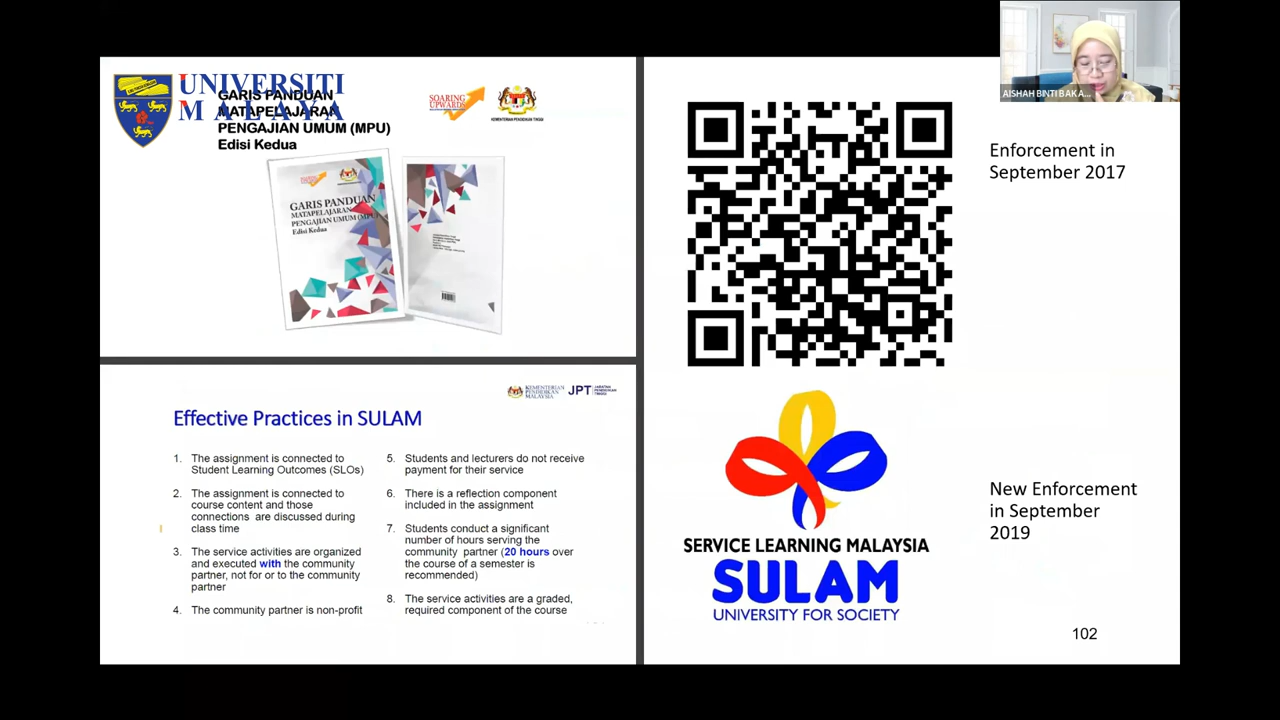 UNIVERSITI
MALAYA
GARIS PANDUAN
MATAPELAJARAN
PENGAJIAN UMUM (MPU)
Edisi Kedua
SOARING
UPWARDS
KEMENTERIAN PENDIDIKAN TINGGI
GARIS PANDUAN
MATAPELAJARAN
PENGAJIAN UMUM (MPU)
Edisi Kedua
AISHAH BINTI BAKA...
Enforcement in
September 2017
KEMENTERIAN
PENDIDIKAN
MALAYSIA
JPT
JABATAN
PENDIDIKAN
TINGGI
Effective Practices in SULAM
1. The assignment is connected to
Student Learning Outcomes (SLOs)
2. The assignment is connected to
course content and those
connections are discussed during
class time
3. The service activities are organized
and executed with the community
partner, not for or to the community
partner
4. The community partner is non-profit
5. Students and lecturers do not receive
payment for their service
6. There is a reflection component
included in the assignment
7. Students conduct a significant
number of hours serving the
community partner (20 hours over
the course of a semester is
recommended)
8. The service activities are a graded,
required component of the course
SERVICE LEARNING MALAYSIA
SULAM
UNIVERSITY FOR SOCIETY
New Enforcement
in September
2019
102